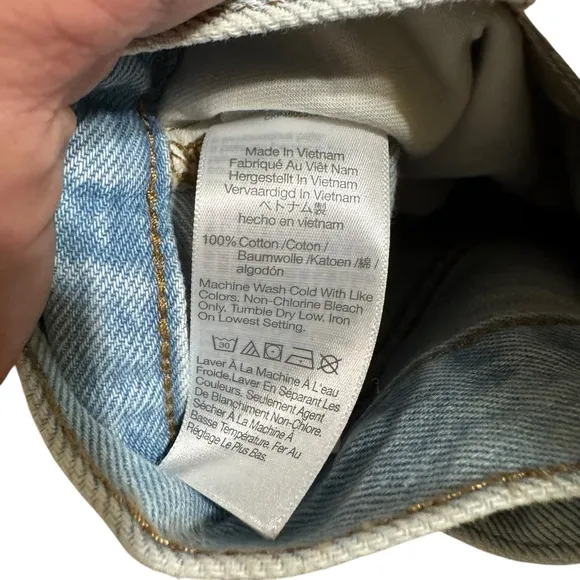 Made In Vietnam
Fabriqué Au Viêt Nam
Hergestellt In Vietnam
Vervaardigd In Vietnam
ベトナム製
hecho en vietnam
100% Cotton /Coton/
Baumwolle /Katoen /綿 /
algodón
Machine Wash Cold With Like
Colors. Non-Chlorine Bleach
Only. Tumble Dry Low. Iron
On Lowest Setting.
30
Laver À La Machine À L'eau
Froide.Laver En Séparant Les
Couleurs. Seulement Agent
De Blanchiment Non-Chlore.
Sécher À La Machine À
Basse Température. Fer Au
Réglage Le Plus Bas.